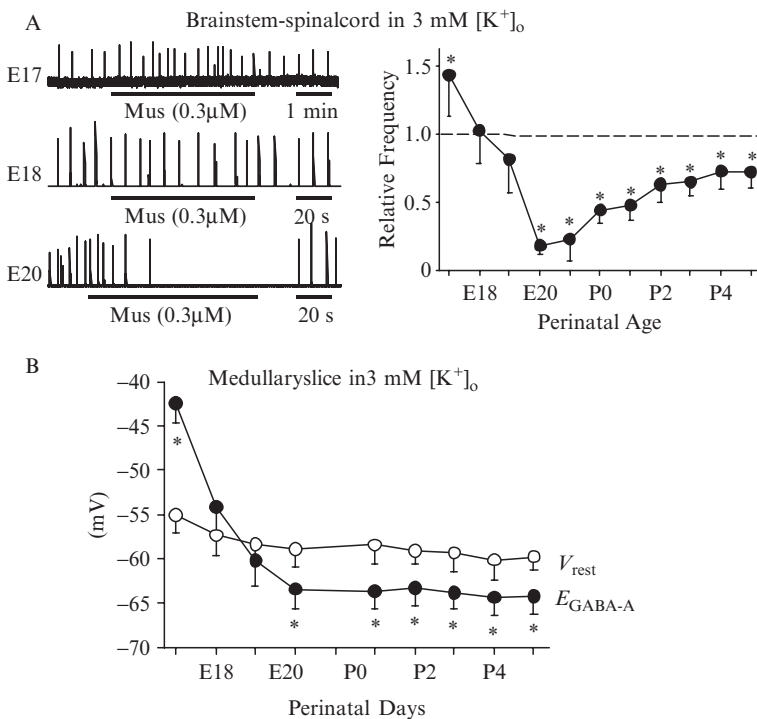 A
Brainstem-spinalcord in 3 mM [K⁺]ₒ
E17
Mus (0.3μM)
1 min
E18
Mus (0.3μM)
20 s
E20
Mus (0.3μM)
20 s
Relative Frequency
1.5
1.0
0.5
0
* * * * * * * * *
E18 E20 P0 P2 P4
Perinatal Age
B
Medullaryslice in3 mM [K⁺]ₒ
(mV)
−40
−45
−50
−55
−60
−65
−70
* * * * * * *
V rest
E GABA-A
E18 E20 P0 P2 P4
Perinatal Days